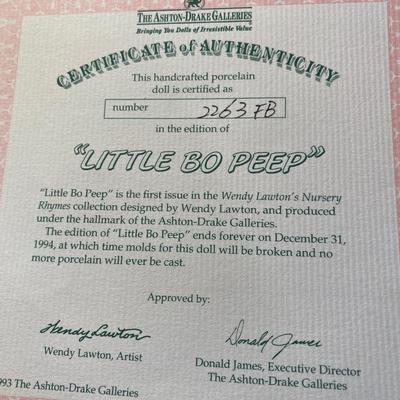 THE ASHTON-DRAKE GALLERIES
Bringing You Dolls of Irresistible Value
CERTIFICATE of AUTHENTICITY
This handcrafted porcelain
doll is certified as
number 2263 FB
in the edition of
"LITTLE BO PEEP"
"Little Bo Peep" is the first issue in the Wendy Lawton's Nursery
Rhymes collection designed by Wendy Lawton, and produced
under the hallmark of the Ashton-Drake Galleries.
The edition of "Little Bo Peep" ends forever on December 31,
1994, at which time molds for this doll will be broken and no
more porcelain will ever be cast.
Approved by:
Wendy Lawton
Donald James
Wendy Lawton, Artist
Donald James, Executive Director
The Ashton-Drake Galleries
993 The Ashton-Drake Galleries